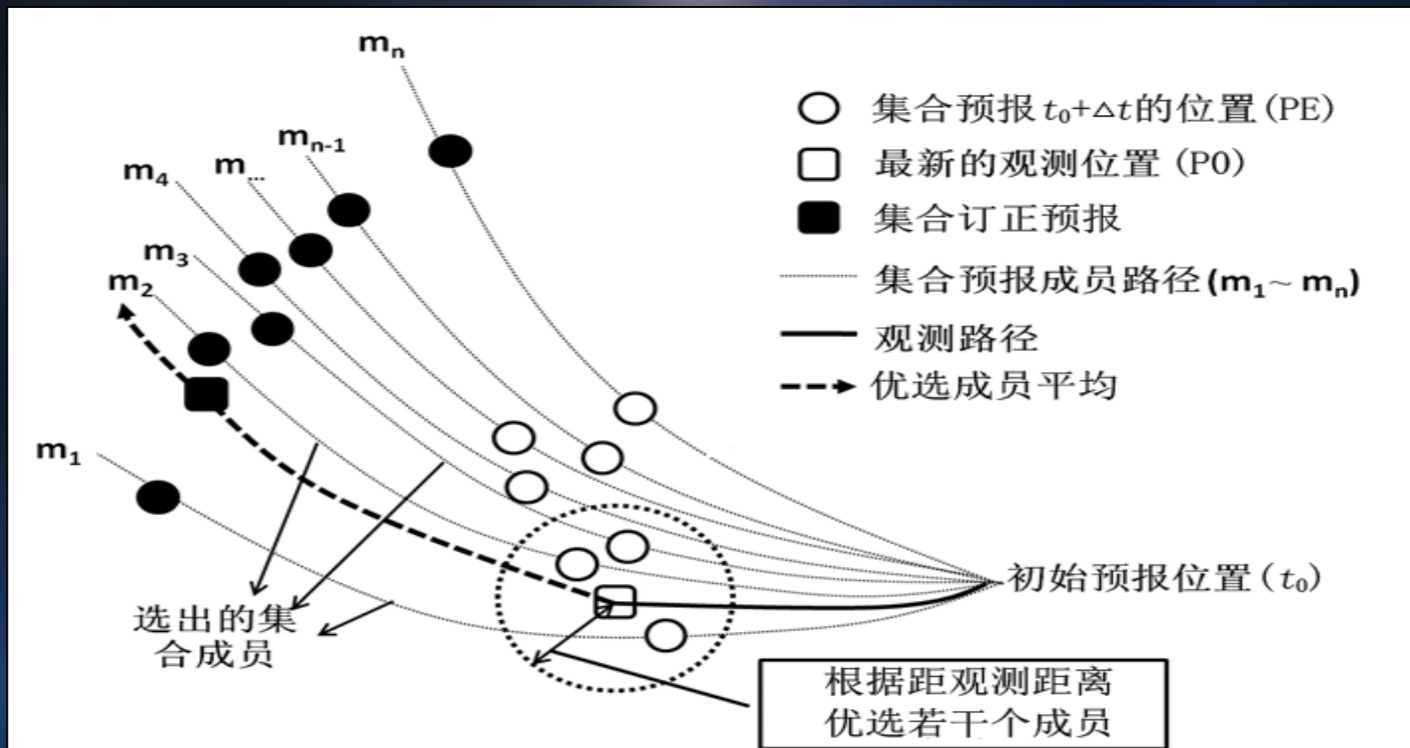 mₙ
mₙ₋₁
m…
m₄
m₃
m₂
m₁
集合预报t₀+△t的位置(PE)
最新的观测位置(P0)
集合订正预报
集合预报成员路径(m₁~ mₙ)
观测路径
优选成员平均
初始预报位置(t₀)
选出的集
合成员
根据距观测距离
优选若干个成员